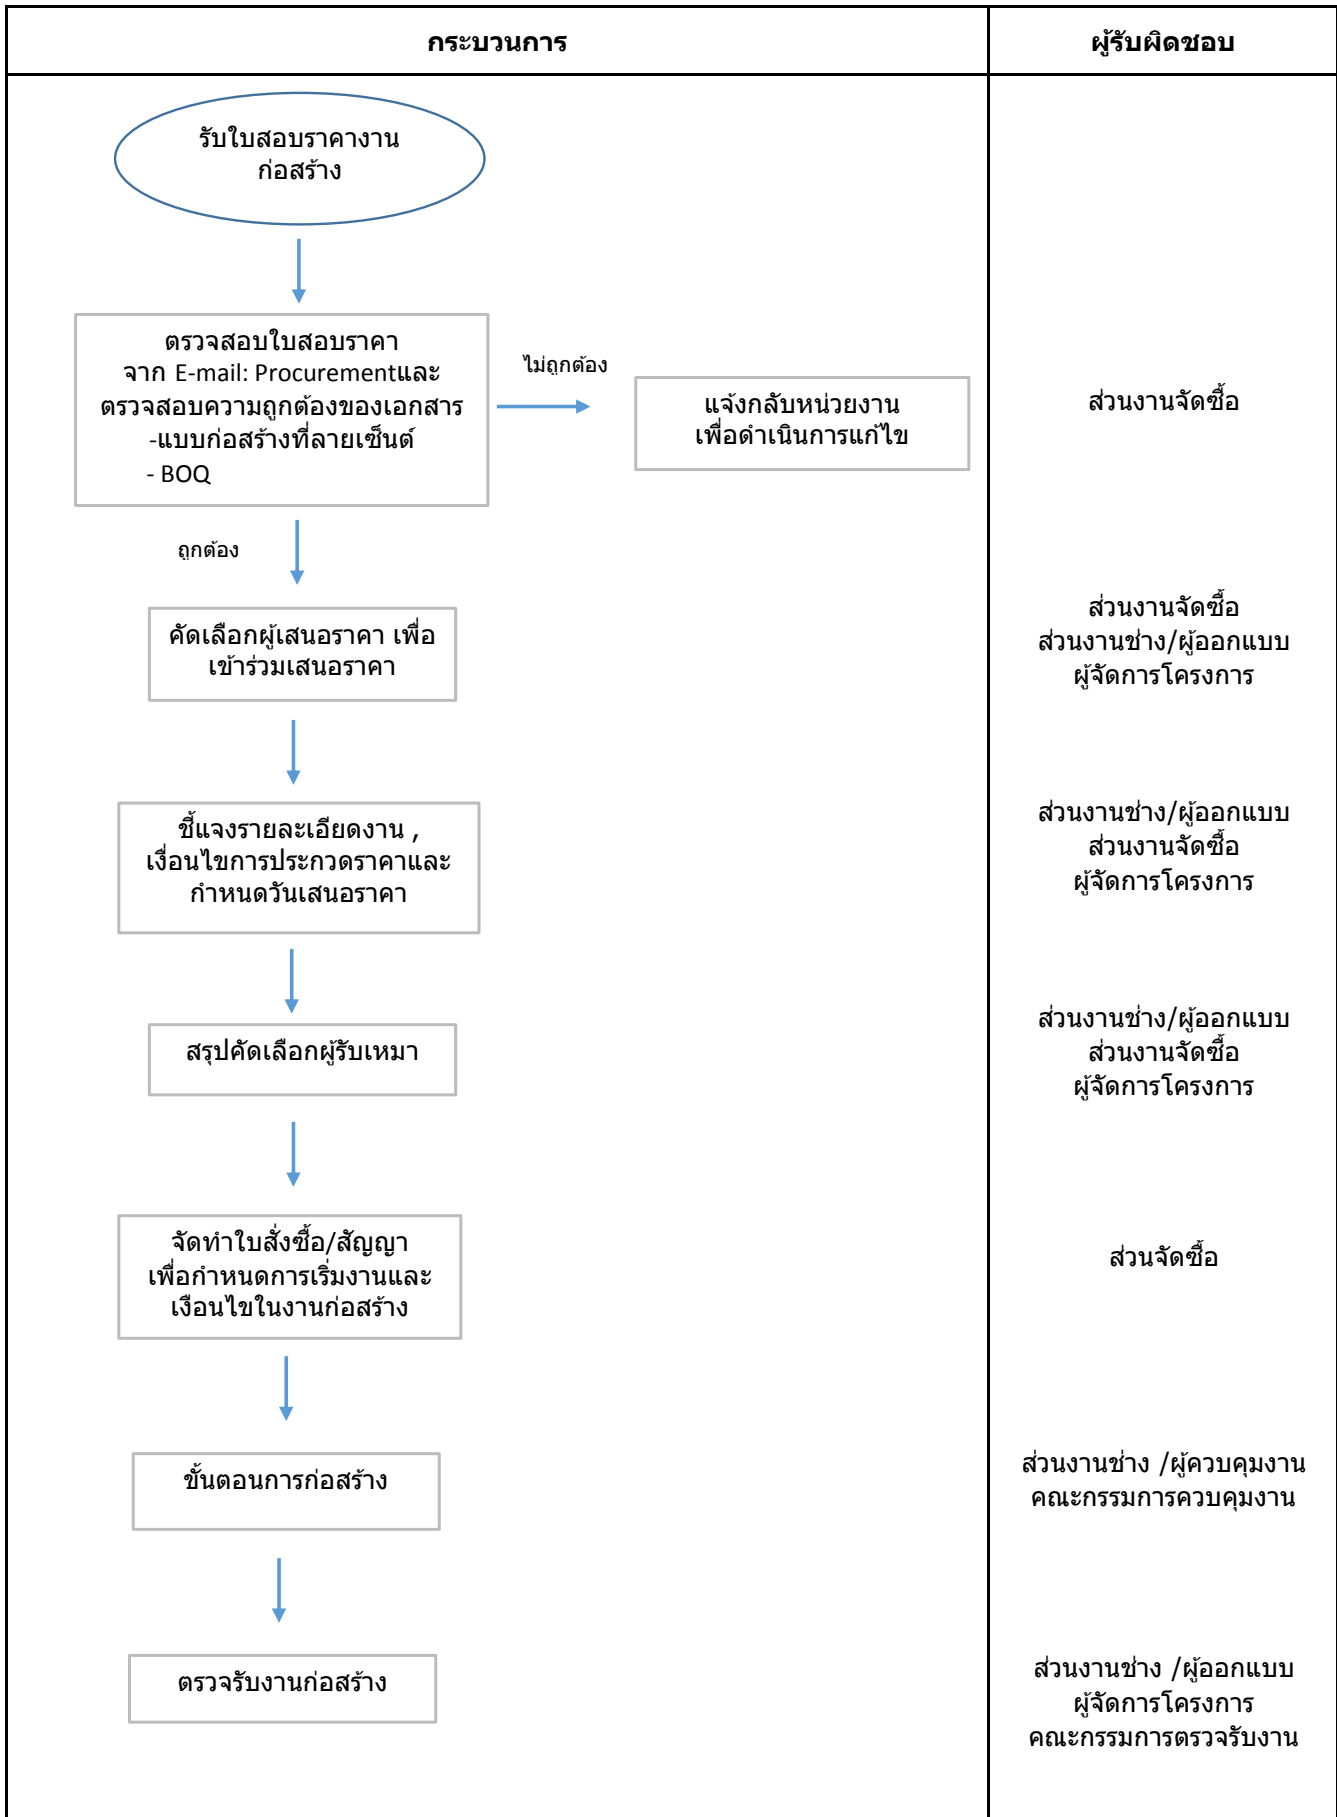 กระบวนการ
ผู้รับผิดชอบ
รับใบสอบราคางาน
ก่อสร้าง
ตรวจสอบใบสอบราคา
จาก E-mail: Procurementและ
ตรวจสอบความถูกต้องของเอกสาร
-แบบก่อสร้างที่ลายเซ็นต์
- BOQ
ไม่ถูกต้อง
แจ้งกลับหน่วยงาน
เพื่อดำเนินการแก้ไข
ส่วนงานจัดซื้อ
ถูกต้อง
คัดเลือกผู้เสนอราคา เพื่อ
เข้าร่วมเสนอราคา
ส่วนงานจัดซื้อ
ส่วนงานช่าง/ผู้ออกแบบ
ผู้จัดการโครงการ
ชี้แจงรายละเอียดงาน ,
เงื่อนไขการประกวดราคาและ
กำหนดวันเสนอราคา
ส่วนงานช่าง/ผู้ออกแบบ
ส่วนงานจัดซื้อ
ผู้จัดการโครงการ
สรุปคัดเลือกผู้รับเหมา
ส่วนงานช่าง/ผู้ออกแบบ
ส่วนงานจัดซื้อ
ผู้จัดการโครงการ
จัดทำใบสั่งซื้อ/สัญญา
เพื่อกำหนดการเริ่มงานและ
เงือนไขในงานก่อสร้าง
ส่วนจัดซื้อ
ขั้นตอนการก่อสร้าง
ส่วนงานช่าง /ผู้ควบคุมงาน
คณะกรรมการควบคุมงาน
ตรวจรับงานก่อสร้าง
ส่วนงานช่าง /ผู้ออกแบบ
ผู้จัดการโครงการ
คณะกรรมการตรวจรับงาน